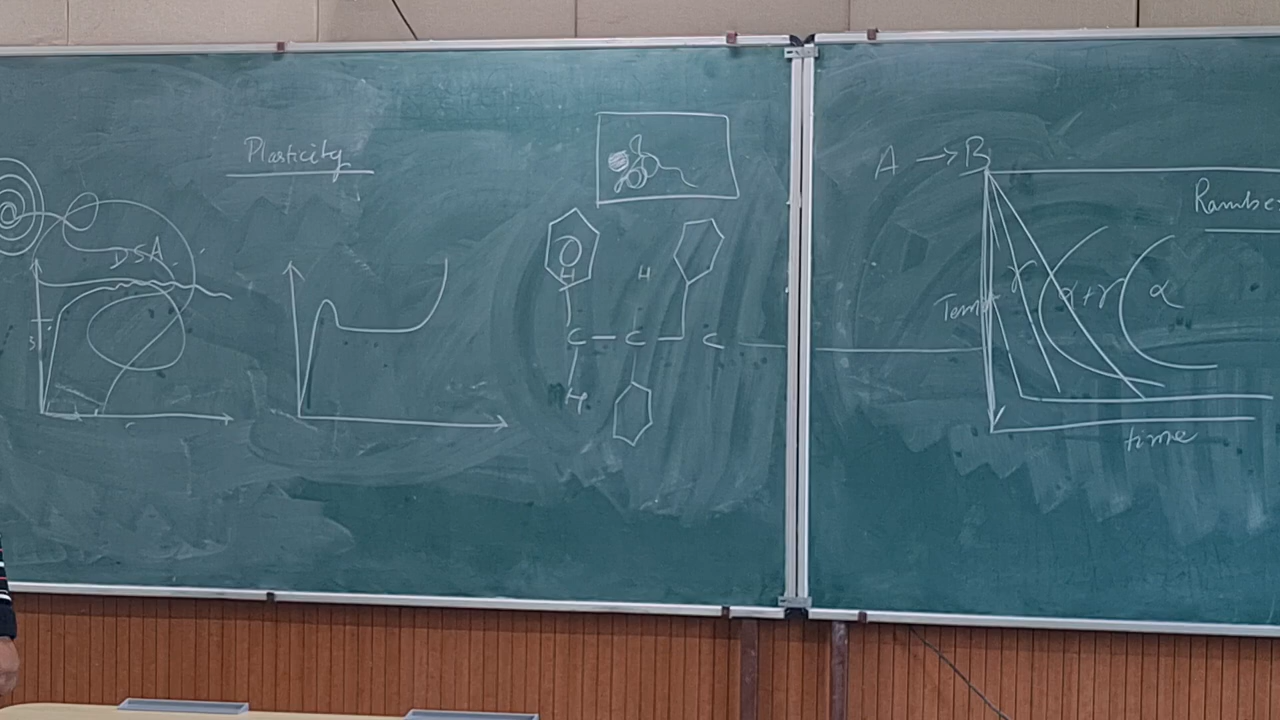 Plasticity
DSA
H H
C - C - C
H
A → B
Rambe
Temp
γ
α+γ
α
time